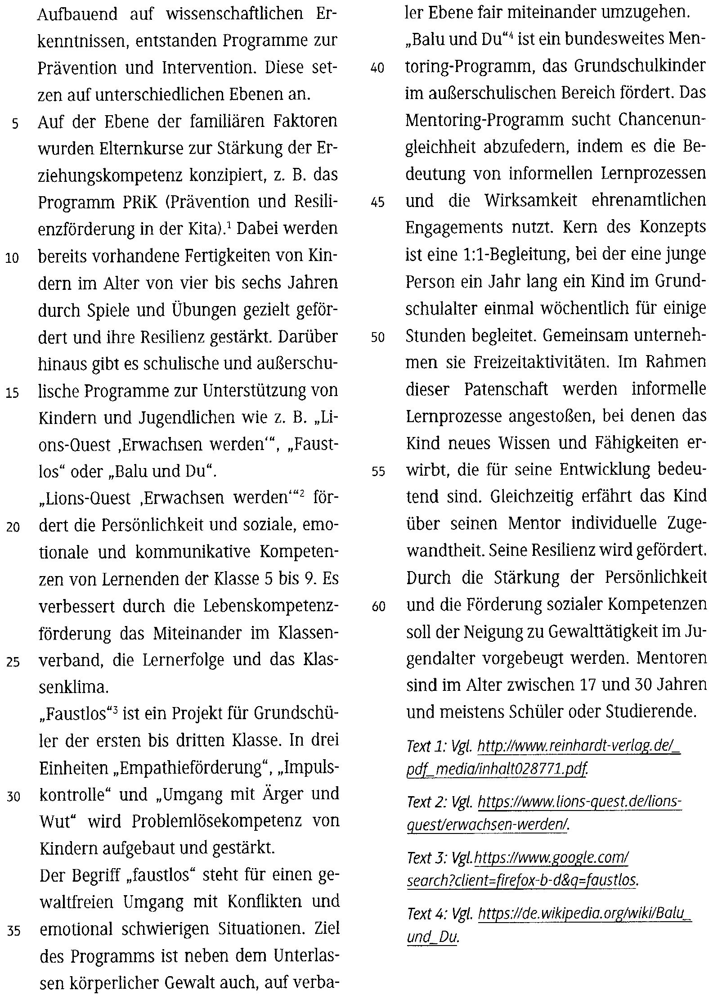 Aufbauend auf wissenschaftlichen Er-
kenntnissen, entstanden Programme zur
Prävention und Intervention. Diese set-
zen auf unterschiedlichen Ebenen an.
5 Auf der Ebene der familiären Faktoren
wurden Elternkurse zur Stärkung der Er-
ziehungskompetenz konzipiert, z. B. das
Programm PRiK (Prävention und Resili-
enzförderung in der Kita).¹ Dabei werden
10 bereits vorhandene Fertigkeiten von Kin-
dern im Alter von vier bis sechs Jahren
durch Spiele und Übungen gezielt geför-
dert und ihre Resilienz gestärkt. Darüber
hinaus gibt es schulische und außerschu-
15 lische Programme zur Unterstützung von
Kindern und Jugendlichen wie z. B. „Li-
ons-Quest ‚Erwachsen werden‘“, „Faust-
los“ oder „Balu und Du“.
„Lions-Quest ‚Erwachsen werden‘“² för-
20 dert die Persönlichkeit und soziale, emo-
tionale und kommunikative Kompeten-
zen von Lernenden der Klasse 5 bis 9. Es
verbessert durch die Lebenskompetenz-
förderung das Miteinander im Klassen-
25 verband, die Lernerfolge und das Klas-
senklima.
„Faustlos“³ ist ein Projekt für Grundschü-
ler der ersten bis dritten Klasse. In drei
Einheiten „Empathieförderung“, „Impuls-
30 kontrolle“ und „Umgang mit Ärger und
Wut“ wird Problemlösekompetenz von
Kindern aufgebaut und gestärkt.
Der Begriff „faustlos“ steht für einen ge-
waltfreien Umgang mit Konflikten und
35 emotional schwierigen Situationen. Ziel
des Programms ist neben dem Unterlas-
sen körperlicher Gewalt auch, auf verba-
ler Ebene fair miteinander umzugehen.
„Balu und Du“⁴ ist ein bundesweites Men-
40 toring-Programm, das Grundschulkinder
im außerschulischen Bereich fördert. Das
Mentoring-Programm sucht Chancenun-
gleichheit abzufedern, indem es die Be-
deutung von informellen Lernprozessen
45 und die Wirksamkeit ehrenamtlichen
Engagements nutzt. Kern des Konzepts
ist eine 1:1-Begleitung, bei der eine junge
Person ein Jahr lang ein Kind im Grund-
schulalter einmal wöchentlich für einige
50 Stunden begleitet. Gemeinsam unterneh-
men sie Freizeitaktivitäten. Im Rahmen
dieser Patenschaft werden informelle
Lernprozesse angestoßen, bei denen das
Kind neues Wissen und Fähigkeiten er-
55 wirbt, die für seine Entwicklung bedeu-
tend sind. Gleichzeitig erfährt das Kind
über seinen Mentor individuelle Zuge-
wandtheit. Seine Resilienz wird gefördert.
Durch die Stärkung der Persönlichkeit
60 und die Förderung sozialer Kompetenzen
soll der Neigung zu Gewalttätigkeit im Ju-
gendalter vorgebeugt werden. Mentoren
sind im Alter zwischen 17 und 30 Jahren
und meistens Schüler oder Studierende.
Text 1: Vgl. http://www.reinhardt-verlag.de/_
pdf_media/inhalt028771.pdf.
Text 2: Vgl. https://www.lions-quest.de/lions-
quest/erwachsen-werden/.
Text 3: Vgl.https://www.google.com/
search?client=firefox-b-d&q=faustlos.
Text 4: Vgl. https://de.wikipedia.org/wiki/Balu_
und_Du.